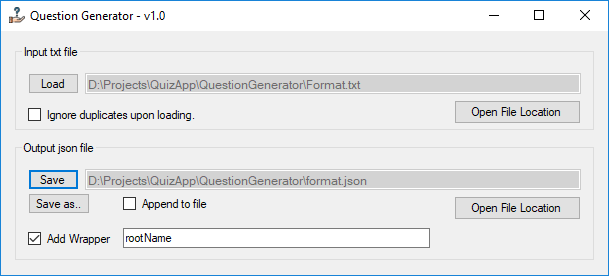 Question Generator - v1.0
Input txt file
Load D:\Projects\QuizApp\QuestionGenerator\Format.txt
Ignore duplicates upon loading. Open File Location
Output json file
Save D:\Projects\QuizApp\QuestionGenerator\format.json
Save as.. Append to file Open File Location
Add Wrapper rootName